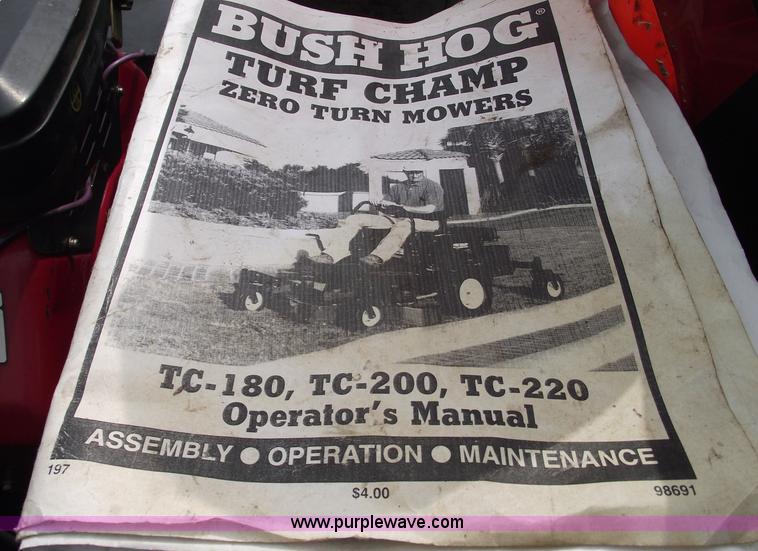 BUSH HOG®
TURF CHAMP
ZERO TURN MOWERS
TC-180, TC-200, TC-220
Operator's Manual
ASSEMBLY ● OPERATION ● MAINTENANCE
197
$4.00
98691
www.purplewave.com